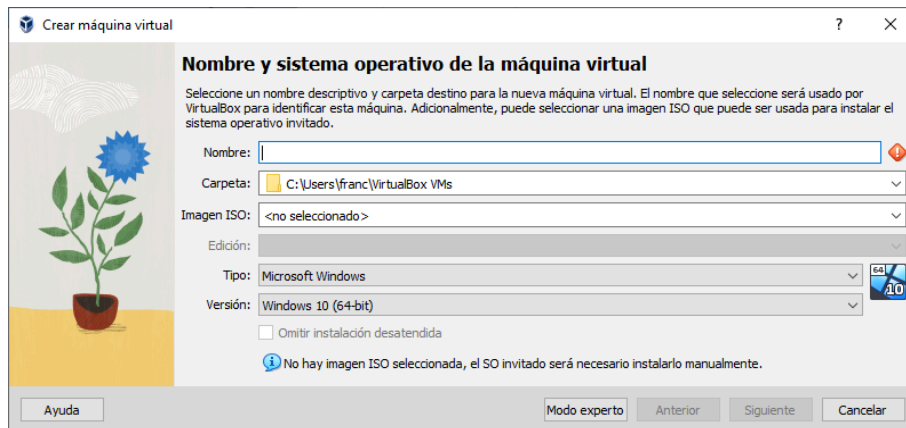 Crear máquina virtual
?
Nombre y sistema operativo de la máquina virtual
Seleccione un nombre descriptivo y carpeta destino para la nueva máquina virtual. El nombre que seleccione será usado por
VirtualBox para identificar esta máquina. Adicionalmente, puede seleccionar una imagen ISO que puede ser usada para instalar el
sistema operativo invitado.
Nombre:
Carpeta: C:\Users\franc\VirtualBox VMs
Imagen ISO: <no seleccionado>
Edición:
Tipo: Microsoft Windows
64
10
Versión: Windows 10 (64-bit)
Omitir instalación desatendida
No hay imagen ISO seleccionada, el SO invitado será necesario instalarlo manualmente.
Ayuda Modo experto Anterior Siguiente Cancelar